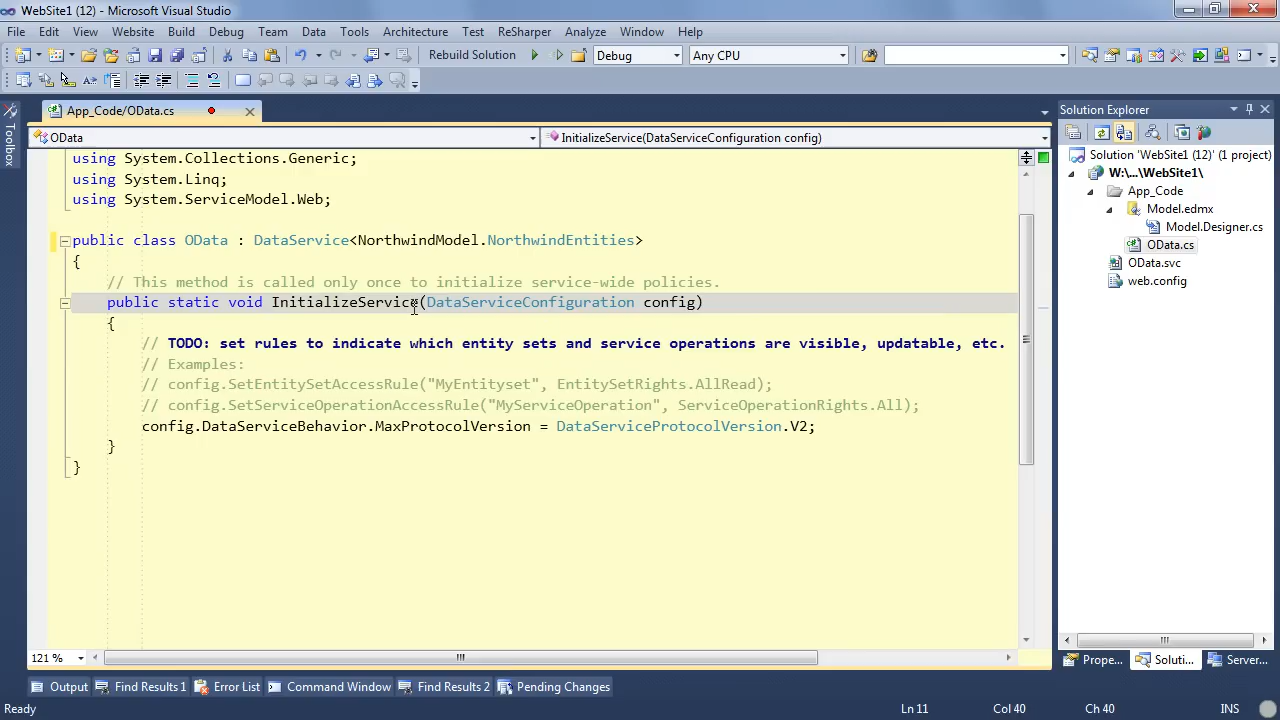 WebSite1 (12) - Microsoft Visual Studio
File Edit View Website Build Debug Team Data Tools Architecture Test ReSharper Analyze Window Help
Rebuild Solution Debug Any CPU
App_Code/OData.cs
Solution Explorer
Toolbox
OData InitializeService(DataServiceConfiguration config)
using System.Collections.Generic;
using System.Linq;
using System.ServiceModel.Web;
public class OData : DataService<NorthwindModel.NorthwindEntities>
{
// This method is called only once to initialize service-wide policies.
public static void InitializeService(DataServiceConfiguration config)
{
// TODO: set rules to indicate which entity sets and service operations are visible, updatable, etc.
// Examples:
// config.SetEntitySetAccessRule("MyEntityset", EntitySetRights.AllRead);
// config.SetServiceOperationAccessRule("MyServiceOperation", ServiceOperationRights.All);
config.DataServiceBehavior.MaxProtocolVersion = DataServiceProtocolVersion.V2;
}
}
Solution 'WebSite1 (12)' (1 project)
W:\...\WebSite1\
App_Code
Model.edmx
Model.Designer.cs
OData.cs
OData.svc
web.config
121 %
Prope... Soluti... Server...
Output Find Results 1 Error List Command Window Find Results 2 Pending Changes
Ready Ln 11 Col 40 Ch 40 INS